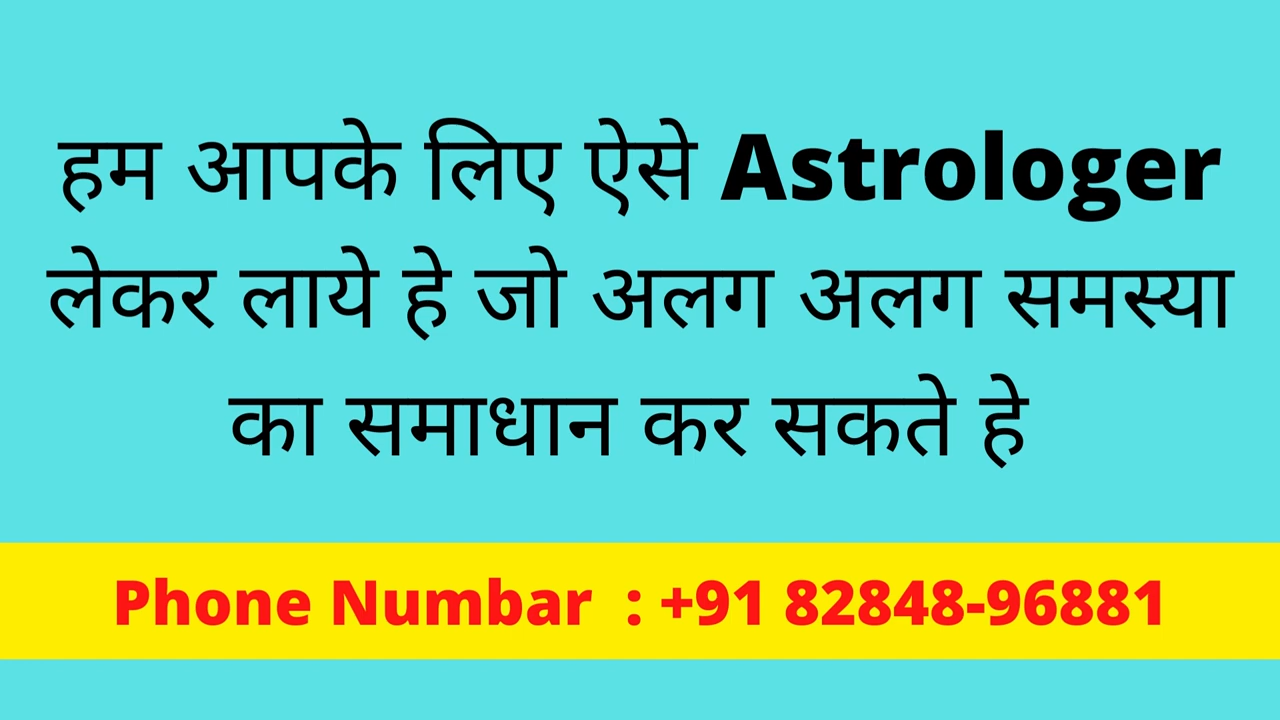 हम आपके लिए ऐसे Astrologer
लेकर लाये हे जो अलग अलग समस्या
का समाधान कर सकते हे
Phone Numbar : +91 82848-96881